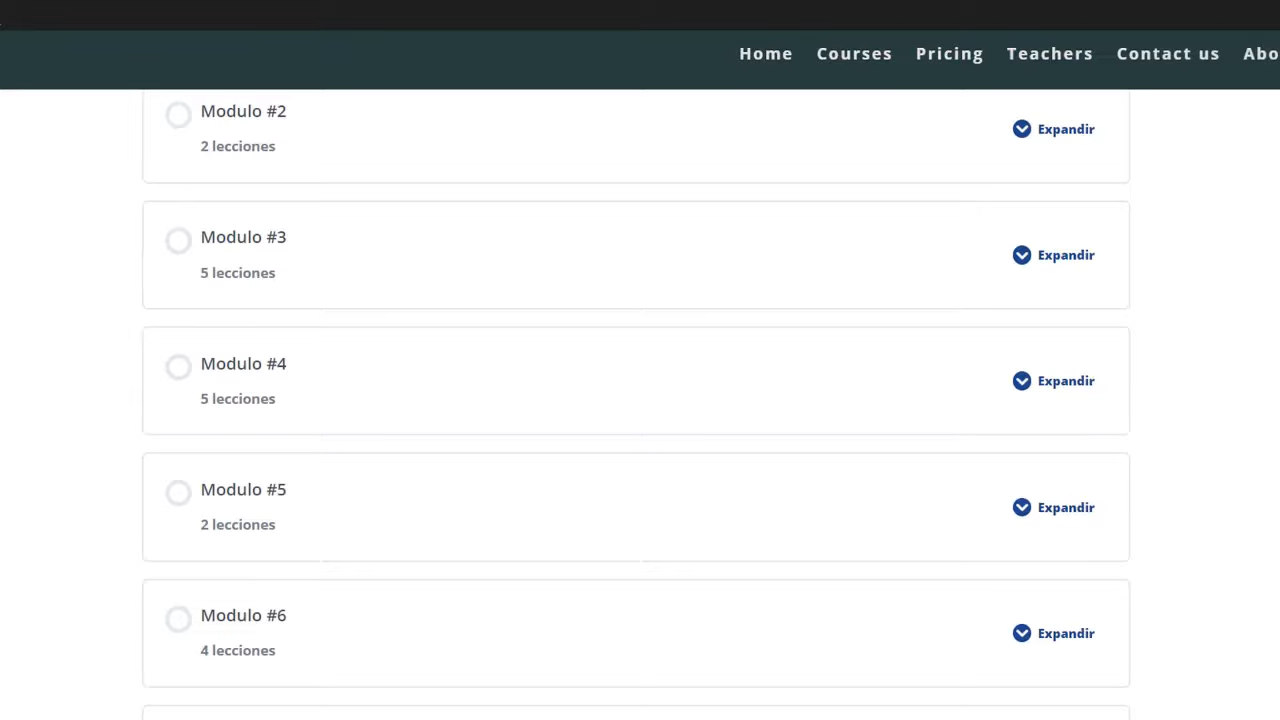 Home Courses Pricing Teachers Contact us Abo
Modulo #2
2 lecciones
Expandir
Modulo #3
5 lecciones
Expandir
Modulo #4
5 lecciones
Expandir
Modulo #5
2 lecciones
Expandir
Modulo #6
4 lecciones
Expandir